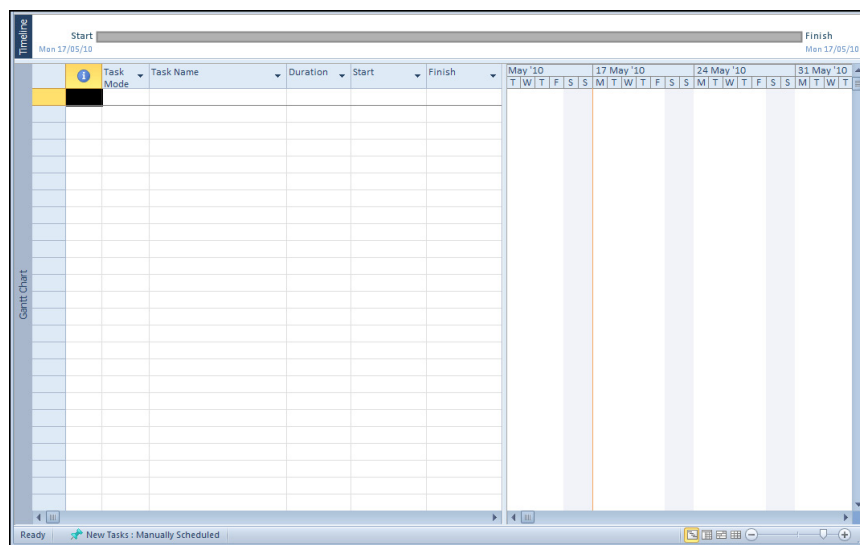 Timeline
Start
Mon 17/05/10
Finish
Mon 17/05/10
Task Mode
Task Name
Duration
Start
Finish
May '10
17 May '10
24 May '10
31 May '10
T W T F S S M T W T F S S M T W T F S S M T W T
Gantt Chart
Ready
New Tasks : Manually Scheduled